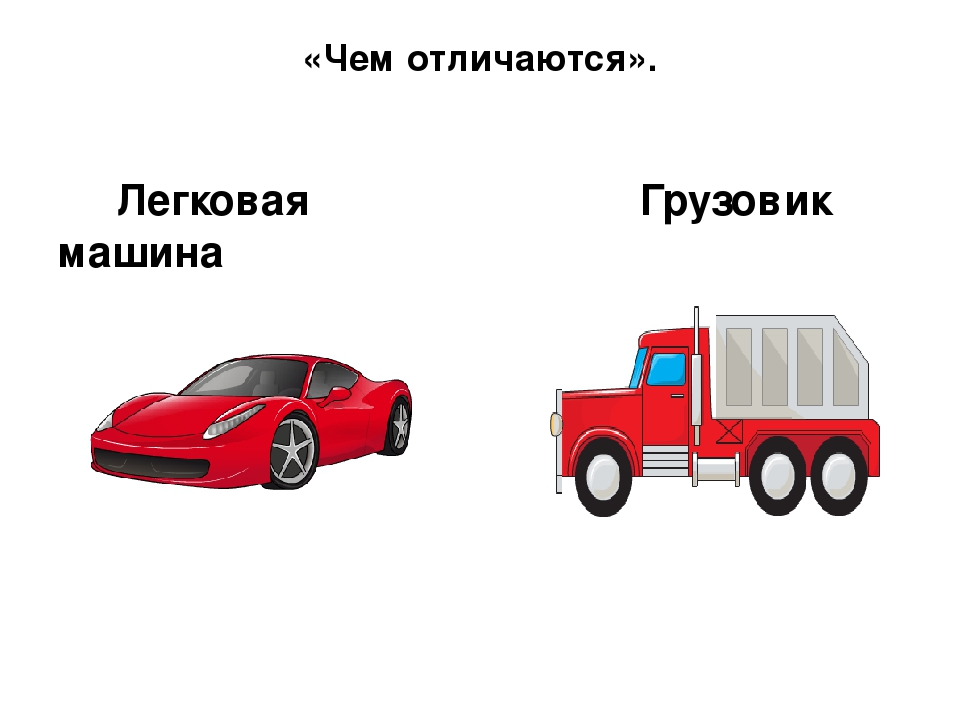 «Чем отличаются».
Легковая
машина
Грузовик